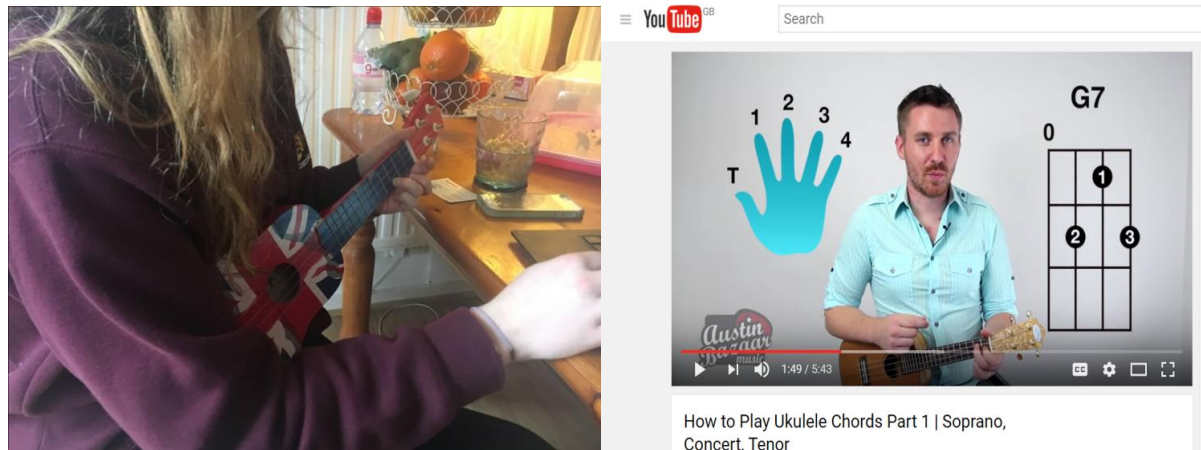 YouTube GB
Search
G7
0
1
2
3
4
T
1
2
3
Austin
Bazaar
music
1:49 / 5:43
CC
How to Play Ukulele Chords Part 1 | Soprano,
Concert, Tenor